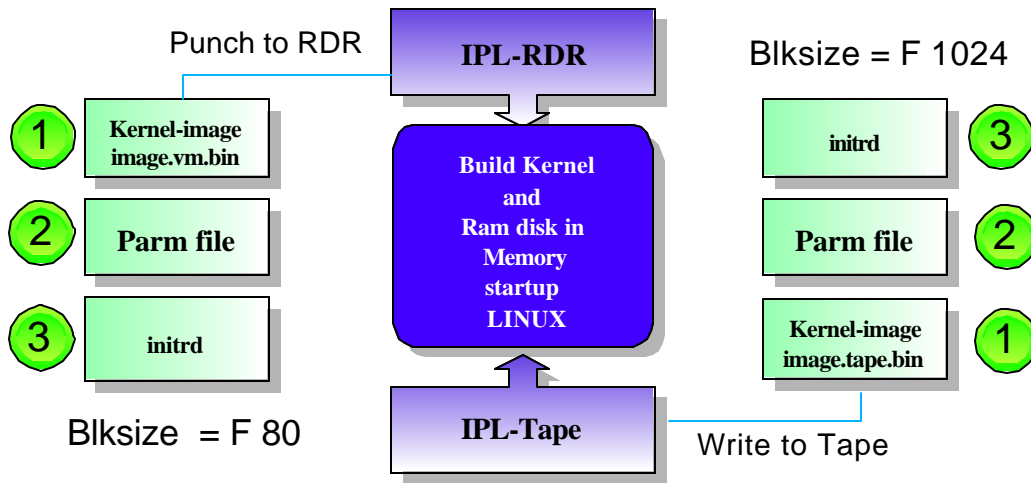 Punch to RDR
1
Kernel-image
image.vm.bin
2
Parm file
3
initrd
Blksize = F 80
IPL-RDR
Build Kernel
and
Ram disk in
Memory
startup
LINUX
IPL-Tape
Blksize = F 1024
initrd
3
Parm file
2
Kernel-image
image.tape.bin
1
Write to Tape